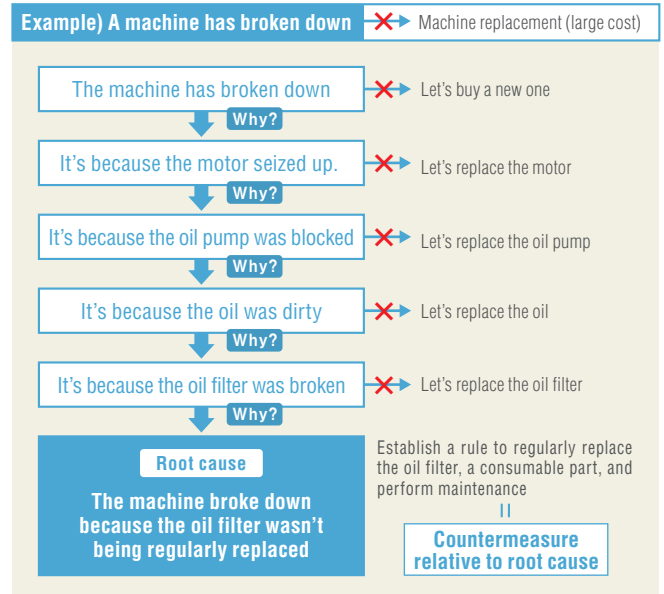 Example) A machine has broken down
Machine replacement (large cost)
The machine has broken down
Let's buy a new one
Why?
It's because the motor seized up.
Let's replace the motor
Why?
It's because the oil pump was blocked
Let's replace the oil pump
Why?
It's because the oil was dirty
Let's replace the oil
Why?
It's because the oil filter was broken
Let's replace the oil filter
Why?
Root cause
The machine broke down
because the oil filter wasn't
being regularly replaced
Establish a rule to regularly replace
the oil filter, a consumable part, and
perform maintenance
Countermeasure
relative to root cause